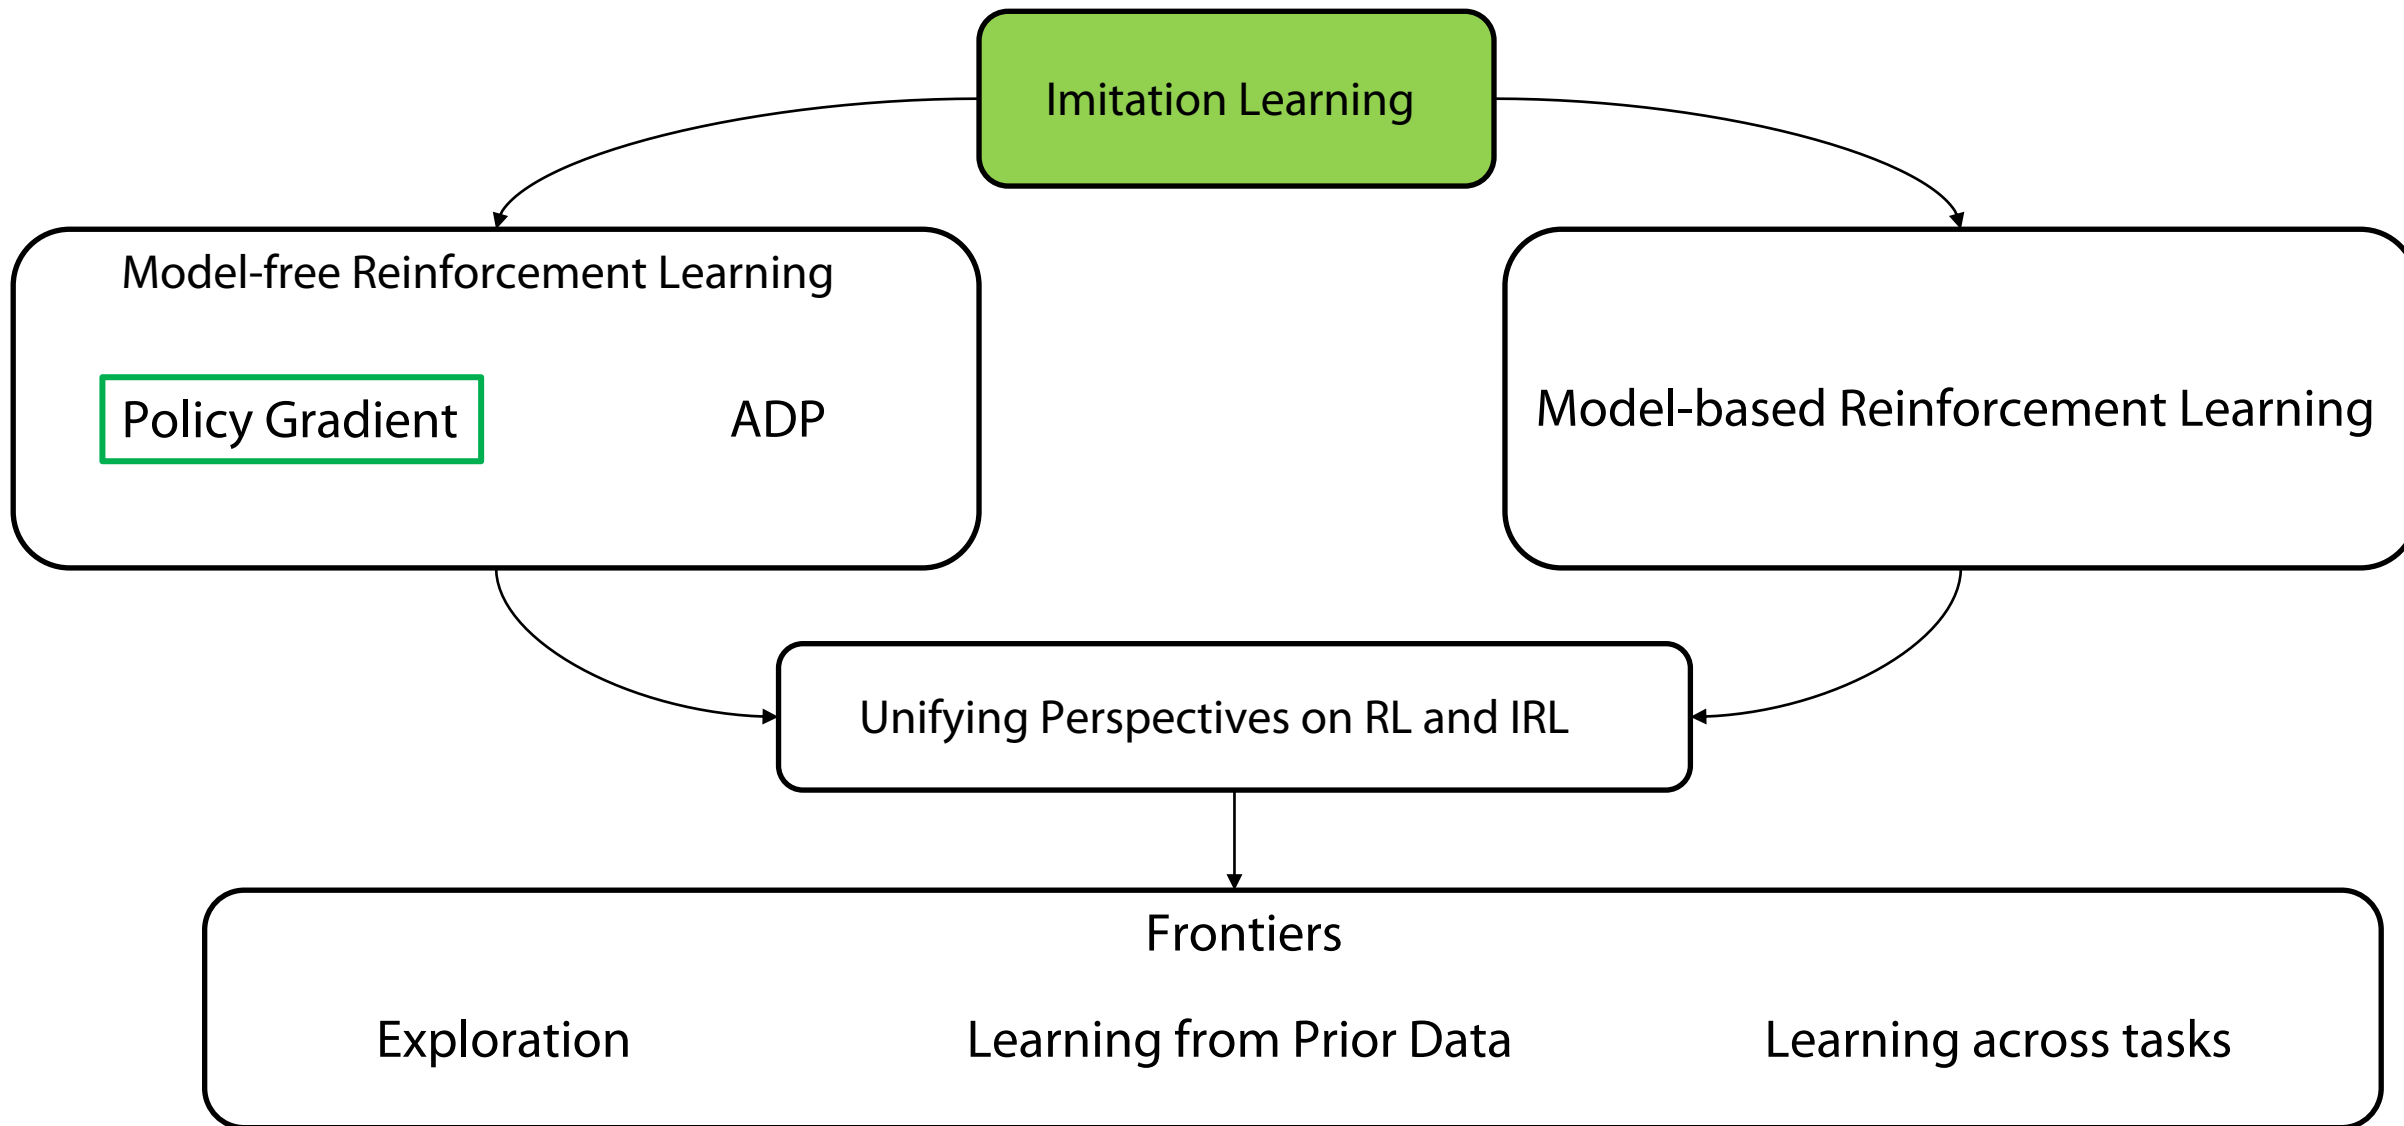 Imitation Learning
Model-free Reinforcement Learning
Policy Gradient
ADP
Model-based Reinforcement Learning
Unifying Perspectives on RL and IRL
Frontiers
Exploration
Learning from Prior Data
Learning across tasks